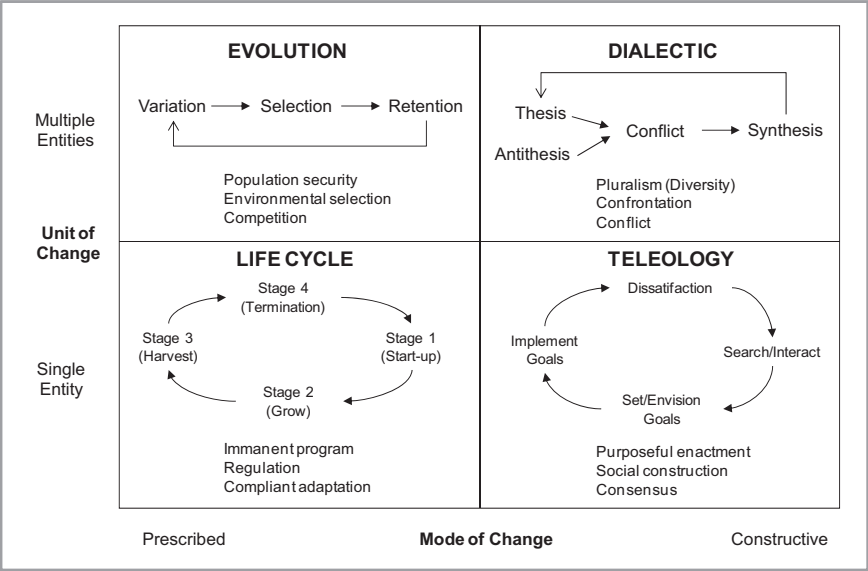 EVOLUTION
Variation
Selection
Retention
Population security
Environmental selection
Competition
DIALECTIC
Thesis
Antithesis
Conflict
Synthesis
Pluralism (Diversity)
Confrontation
Conflict
Multiple
Entities
Unit of
Change
Single
Entity
LIFE CYCLE
Stage 4
(Termination)
Stage 3
(Harvest)
Stage 1
(Start-up)
Stage 2
(Grow)
Immanent program
Regulation
Compliant adaptation
TELEOLOGY
Dissatifaction
Implement
Goals
Search/Interact
Set/Envision
Goals
Purposeful enactment
Social construction
Consensus
Prescribed
Mode of Change
Constructive